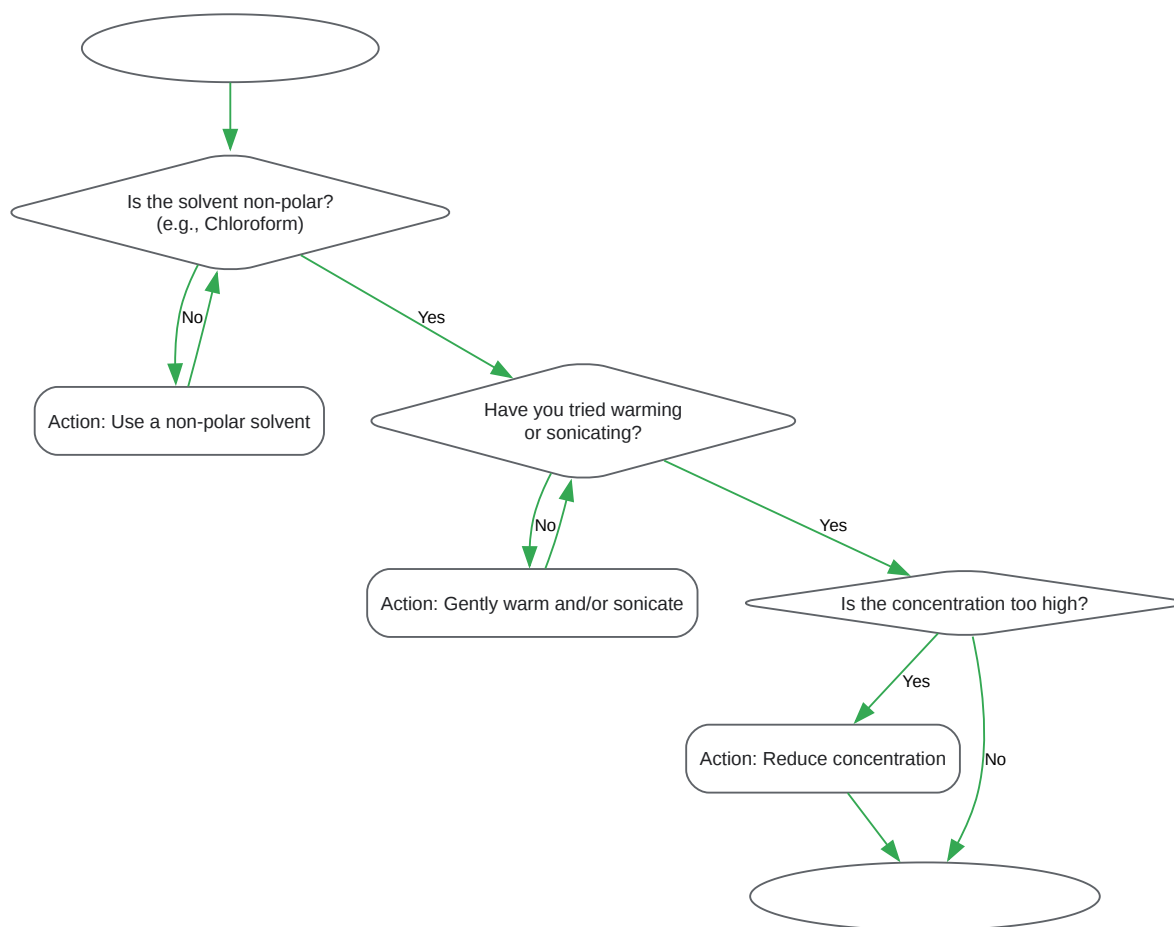 Is the solvent non-polar?
(e.g., Chloroform)
No
Yes
Action: Use a non-polar solvent
Have you tried warming
or sonicating?
No
Yes
Action: Gently warm and/or sonicate
Is the concentration too high?
Yes
Action: Reduce concentration
No